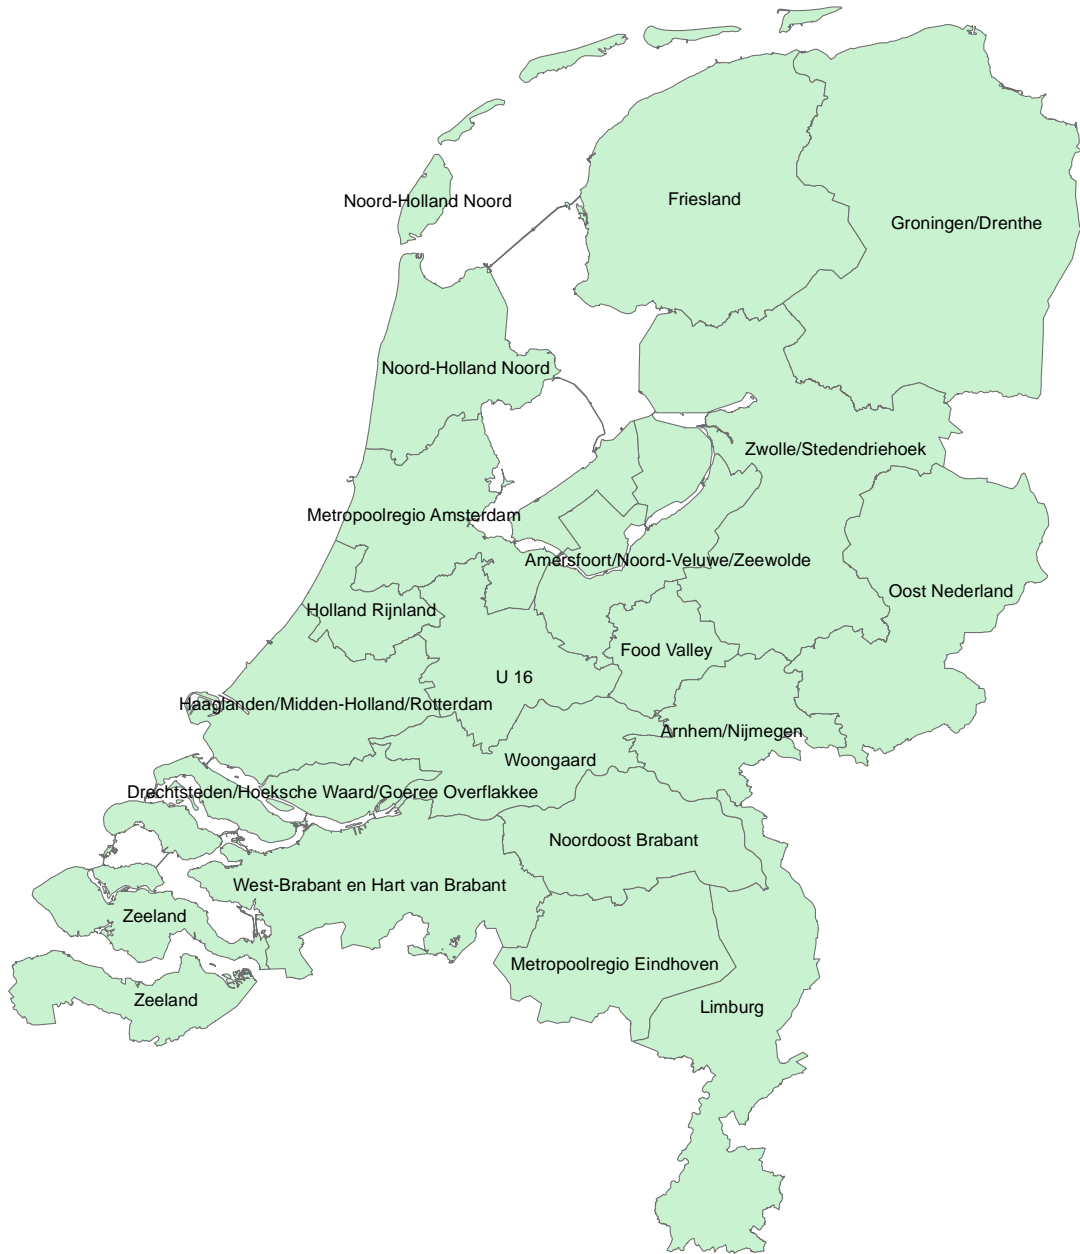 Friesland
Noord-Holland Noord
Groningen/Drenthe
Noord-Holland Noord
Zwolle/Stedendriehoek
Metropoolregio Amsterdam
Amersfoort/Noord-Veluwe/Zeewolde
Oost Nederland
Holland Rijnland
Food Valley
U 16
Haaglanden/Midden-Holland/Rotterdam
Arnhem/Nijmegen
Woongaard
Drechtsteden/Hoeksche Waard/Goeree Overflakkee
Noordoost Brabant
West-Brabant en Hart van Brabant
Zeeland
Metropoolregio Eindhoven
Zeeland
Limburg